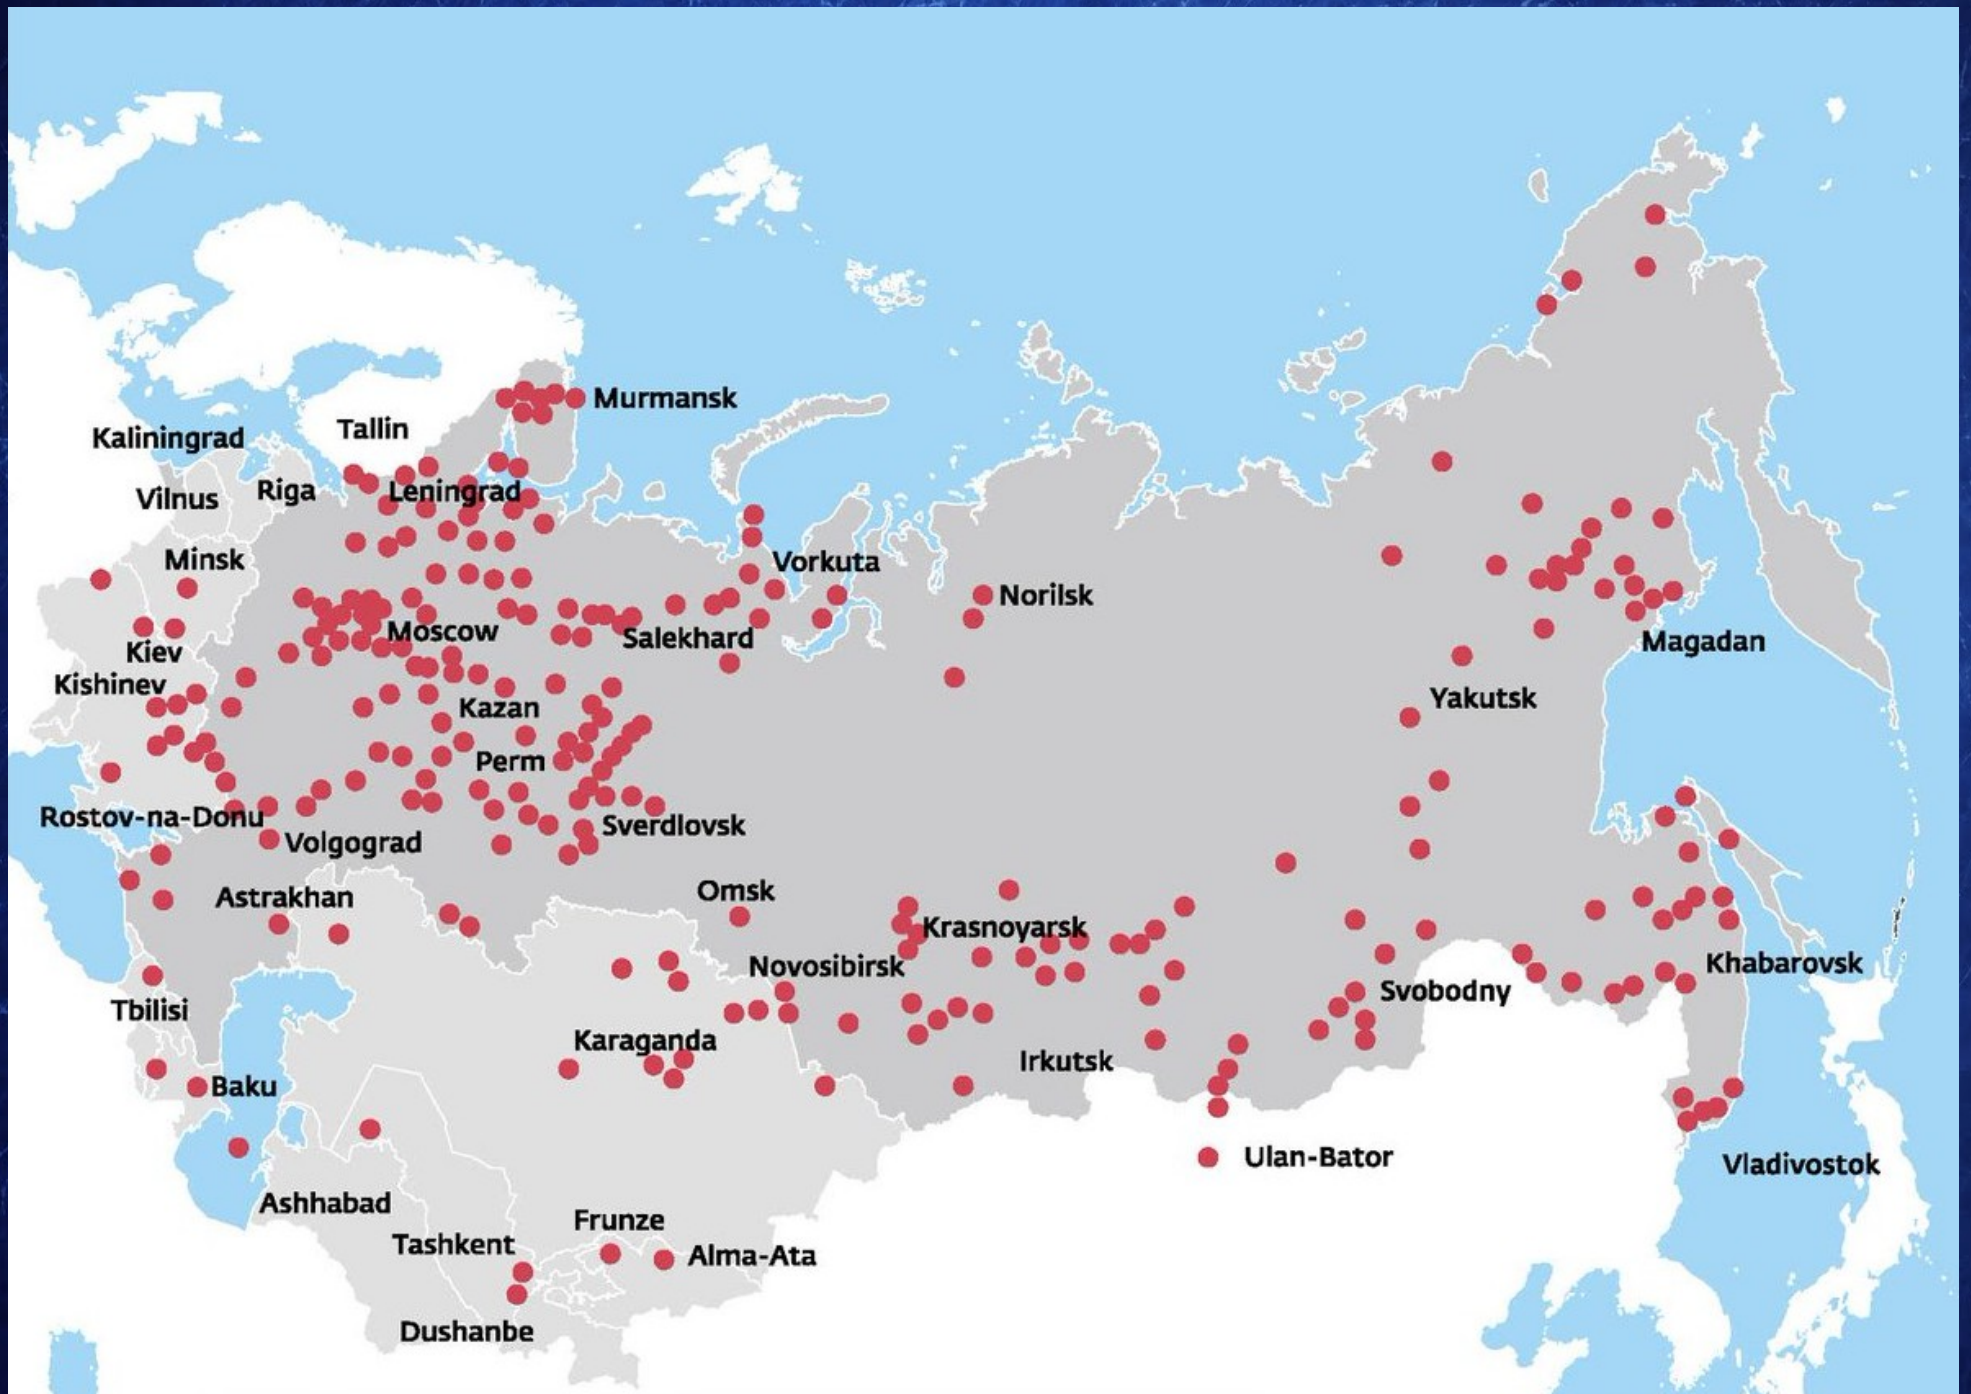 Murmansk
Tallin
Kaliningrad
Leningrad
Riga
Vilnus
Minsk
Vorkuta
Norilsk
Moscow
Salekhard
Magadan
Kiev
Kishinev
Yakutsk
Kazan
Perm
Rostov-na-Donu
Sverdlovsk
Volgograd
Omsk
Astrakhan
Krasnoyarsk
Khabarovsk
Novosibirsk
Svobodny
Tbilisi
Karaganda
Irkutsk
Baku
Ulan-Bator
Vladivostok
Ashhabad
Frunze
Tashkent
Alma-Ata
Dushanbe